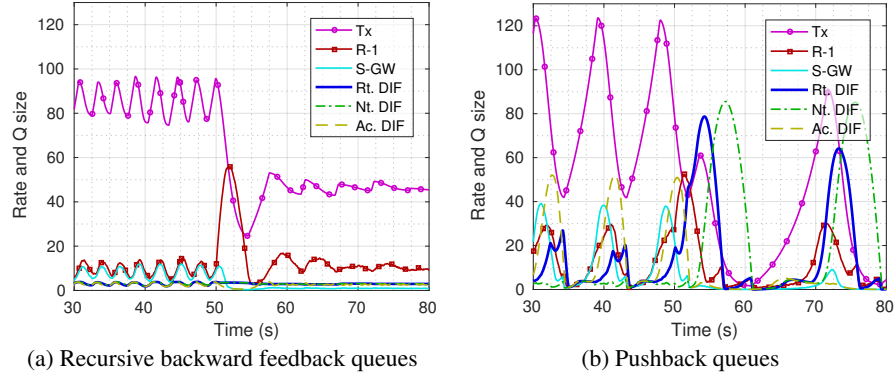 130
120
100
80
60
40
20
0
30 40 50 60 70 80
Rate and Q size
Time (s)
Tx
R-1
S-GW
Rt. DIF
Nt. DIF
Ac. DIF
(a) Recursive backward feedback queues
130
120
100
80
60
40
20
0
30 40 50 60 70 80
Rate and Q size
Time (s)
Tx
R-1
S-GW
Rt. DIF
Nt. DIF
Ac. DIF
(b) Pushback queues